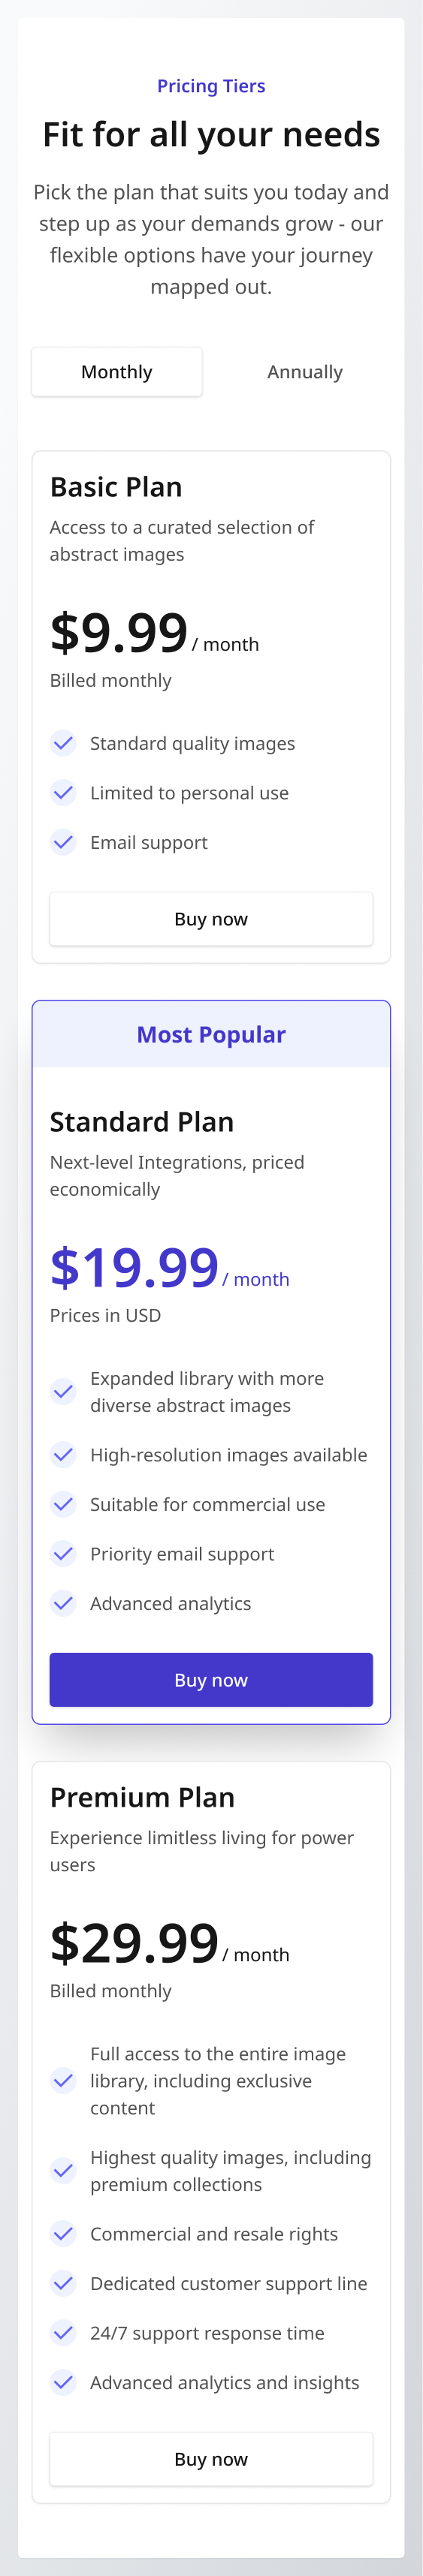 Pricing Tiers
Fit for all your needs
Pick the plan that suits you today and
step up as your demands grow - our
flexible options have your journey
mapped out.
Monthly
Annually
Basic Plan
Access to a curated selection of
abstract images
$9.99 / month
Billed monthly
Standard quality images
Limited to personal use
Email support
Buy now
Most Popular
Standard Plan
Next-level Integrations, priced
economically
$19.99 / month
Prices in USD
Expanded library with more
diverse abstract images
High-resolution images available
Suitable for commercial use
Priority email support
Advanced analytics
Buy now
Premium Plan
Experience limitless living for power
users
$29.99 / month
Billed monthly
Full access to the entire image
library, including exclusive
content
Highest quality images, including
premium collections
Commercial and resale rights
Dedicated customer support line
24/7 support response time
Advanced analytics and insights
Buy now